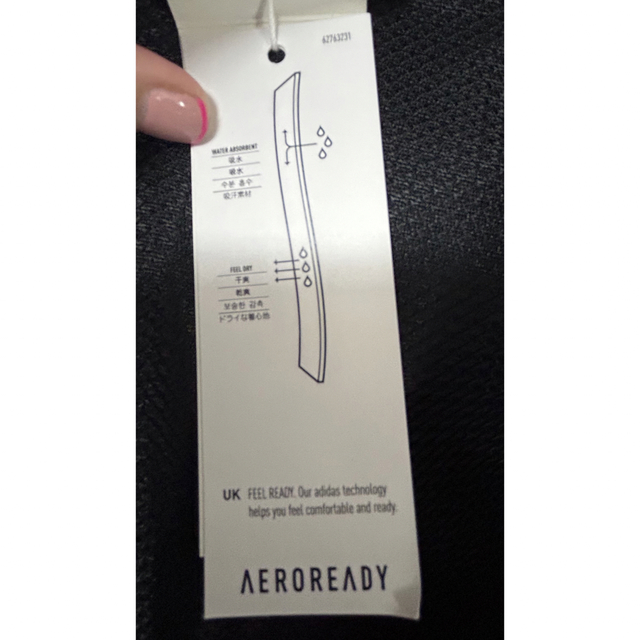 62763231
WATER ABSORBENT
吸水
吸水
수분 흡수
吸汗素材
FEEL DRY
干爽
乾爽
보송한 감촉
ドライな着心地
UK FEEL READY. Our adidas technology
helps you feel comfortable and ready.
AEROREADY